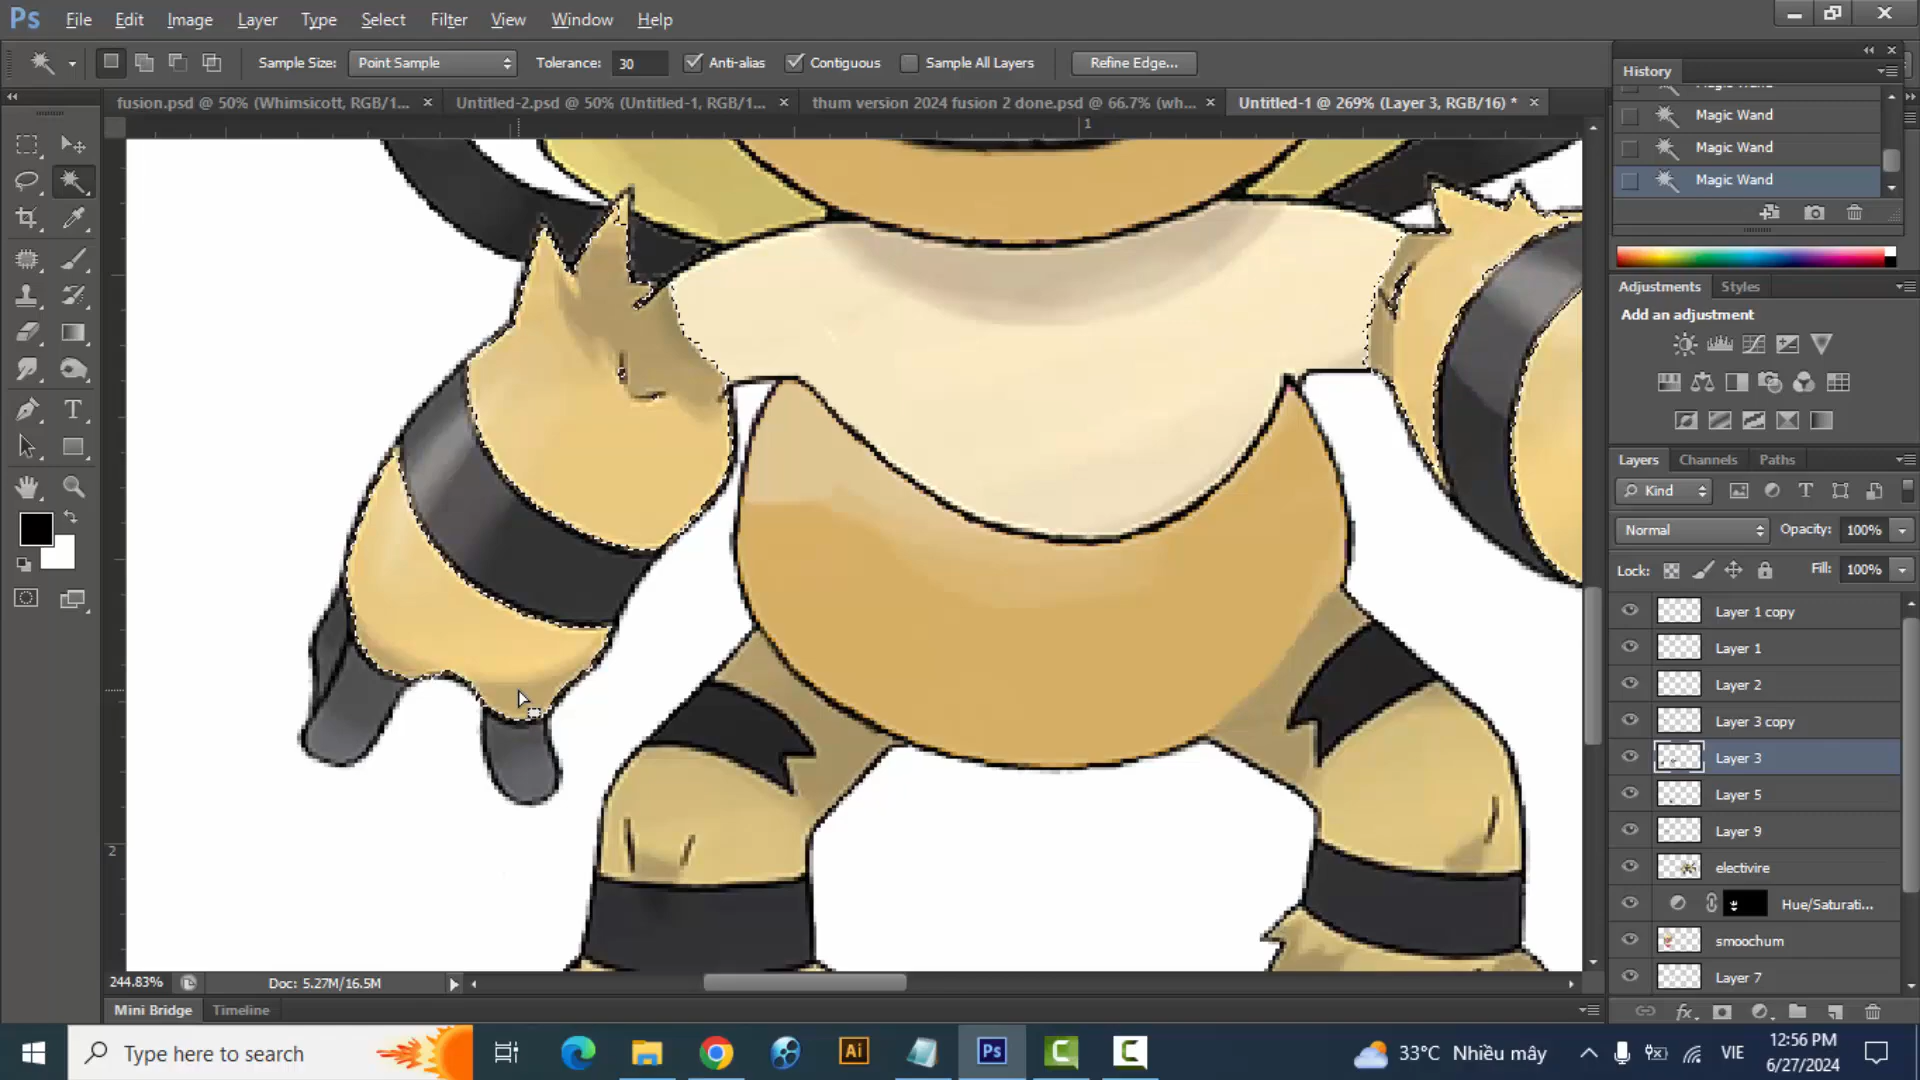 Ps File Edit Image Layer Type Select Filter View Window Help
Sample Size: Point Sample Tolerance: 30 Anti-alias Contiguous Sample All Layers Refine Edge...
fusion.psd @ 50% (Whimsicott, RGB/1... × Untitled-2.psd @ 50% (Untitled-1, RGB/1... × thum version 2024 fusion 2 done.psd @ 66.7% (wh... × Untitled-1 @ 269% (Layer 3, RGB/16) * ×
1
2
History
Magic Wand
Magic Wand
Magic Wand
Adjustments Styles
Add an adjustment
Layers Channels Paths
Kind
Normal Opacity: 100%
Lock: Fill: 100%
Layer 1 copy
Layer 1
Layer 2
Layer 3 copy
Layer 3
Layer 5
Layer 9
electivire
Hue/Saturati...
smoochum
Layer 7
244.83% Doc: 5.27M/16.5M
Mini Bridge Timeline
Type here to search
Ai Ps
33°C Nhiều mây VIE
12:56 PM
6/27/2024